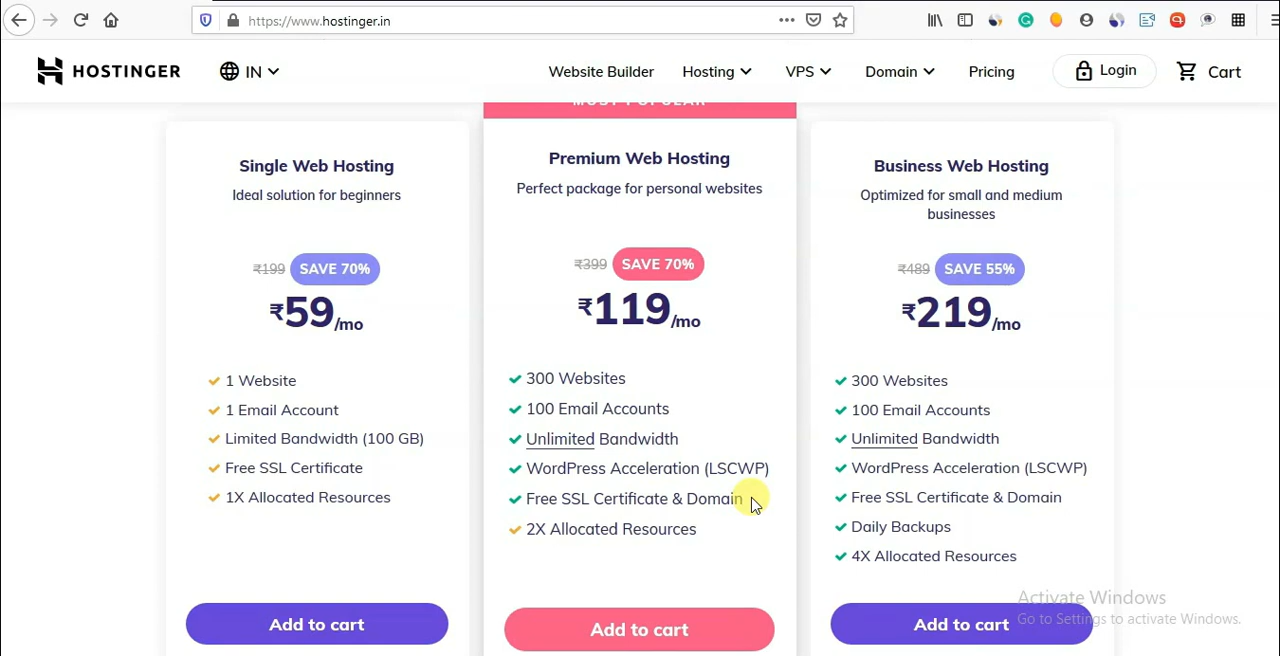 https://www.hostinger.in
HOSTINGER
IN
Website Builder
Hosting
VPS
Domain
Pricing
Login
Cart
MOST POPULAR
Single Web Hosting
Ideal solution for beginners
₹199 SAVE 70%
₹59/mo
1 Website
1 Email Account
Limited Bandwidth (100 GB)
Free SSL Certificate
1X Allocated Resources
Add to cart
Premium Web Hosting
Perfect package for personal websites
₹399 SAVE 70%
₹119/mo
300 Websites
100 Email Accounts
Unlimited Bandwidth
WordPress Acceleration (LSCWP)
Free SSL Certificate & Domain
2X Allocated Resources
Add to cart
Business Web Hosting
Optimized for small and medium
businesses
₹489 SAVE 55%
₹219/mo
300 Websites
100 Email Accounts
Unlimited Bandwidth
WordPress Acceleration (LSCWP)
Free SSL Certificate & Domain
Daily Backups
4X Allocated Resources
Add to cart
Activate Windows
Go to Settings to activate Windows.